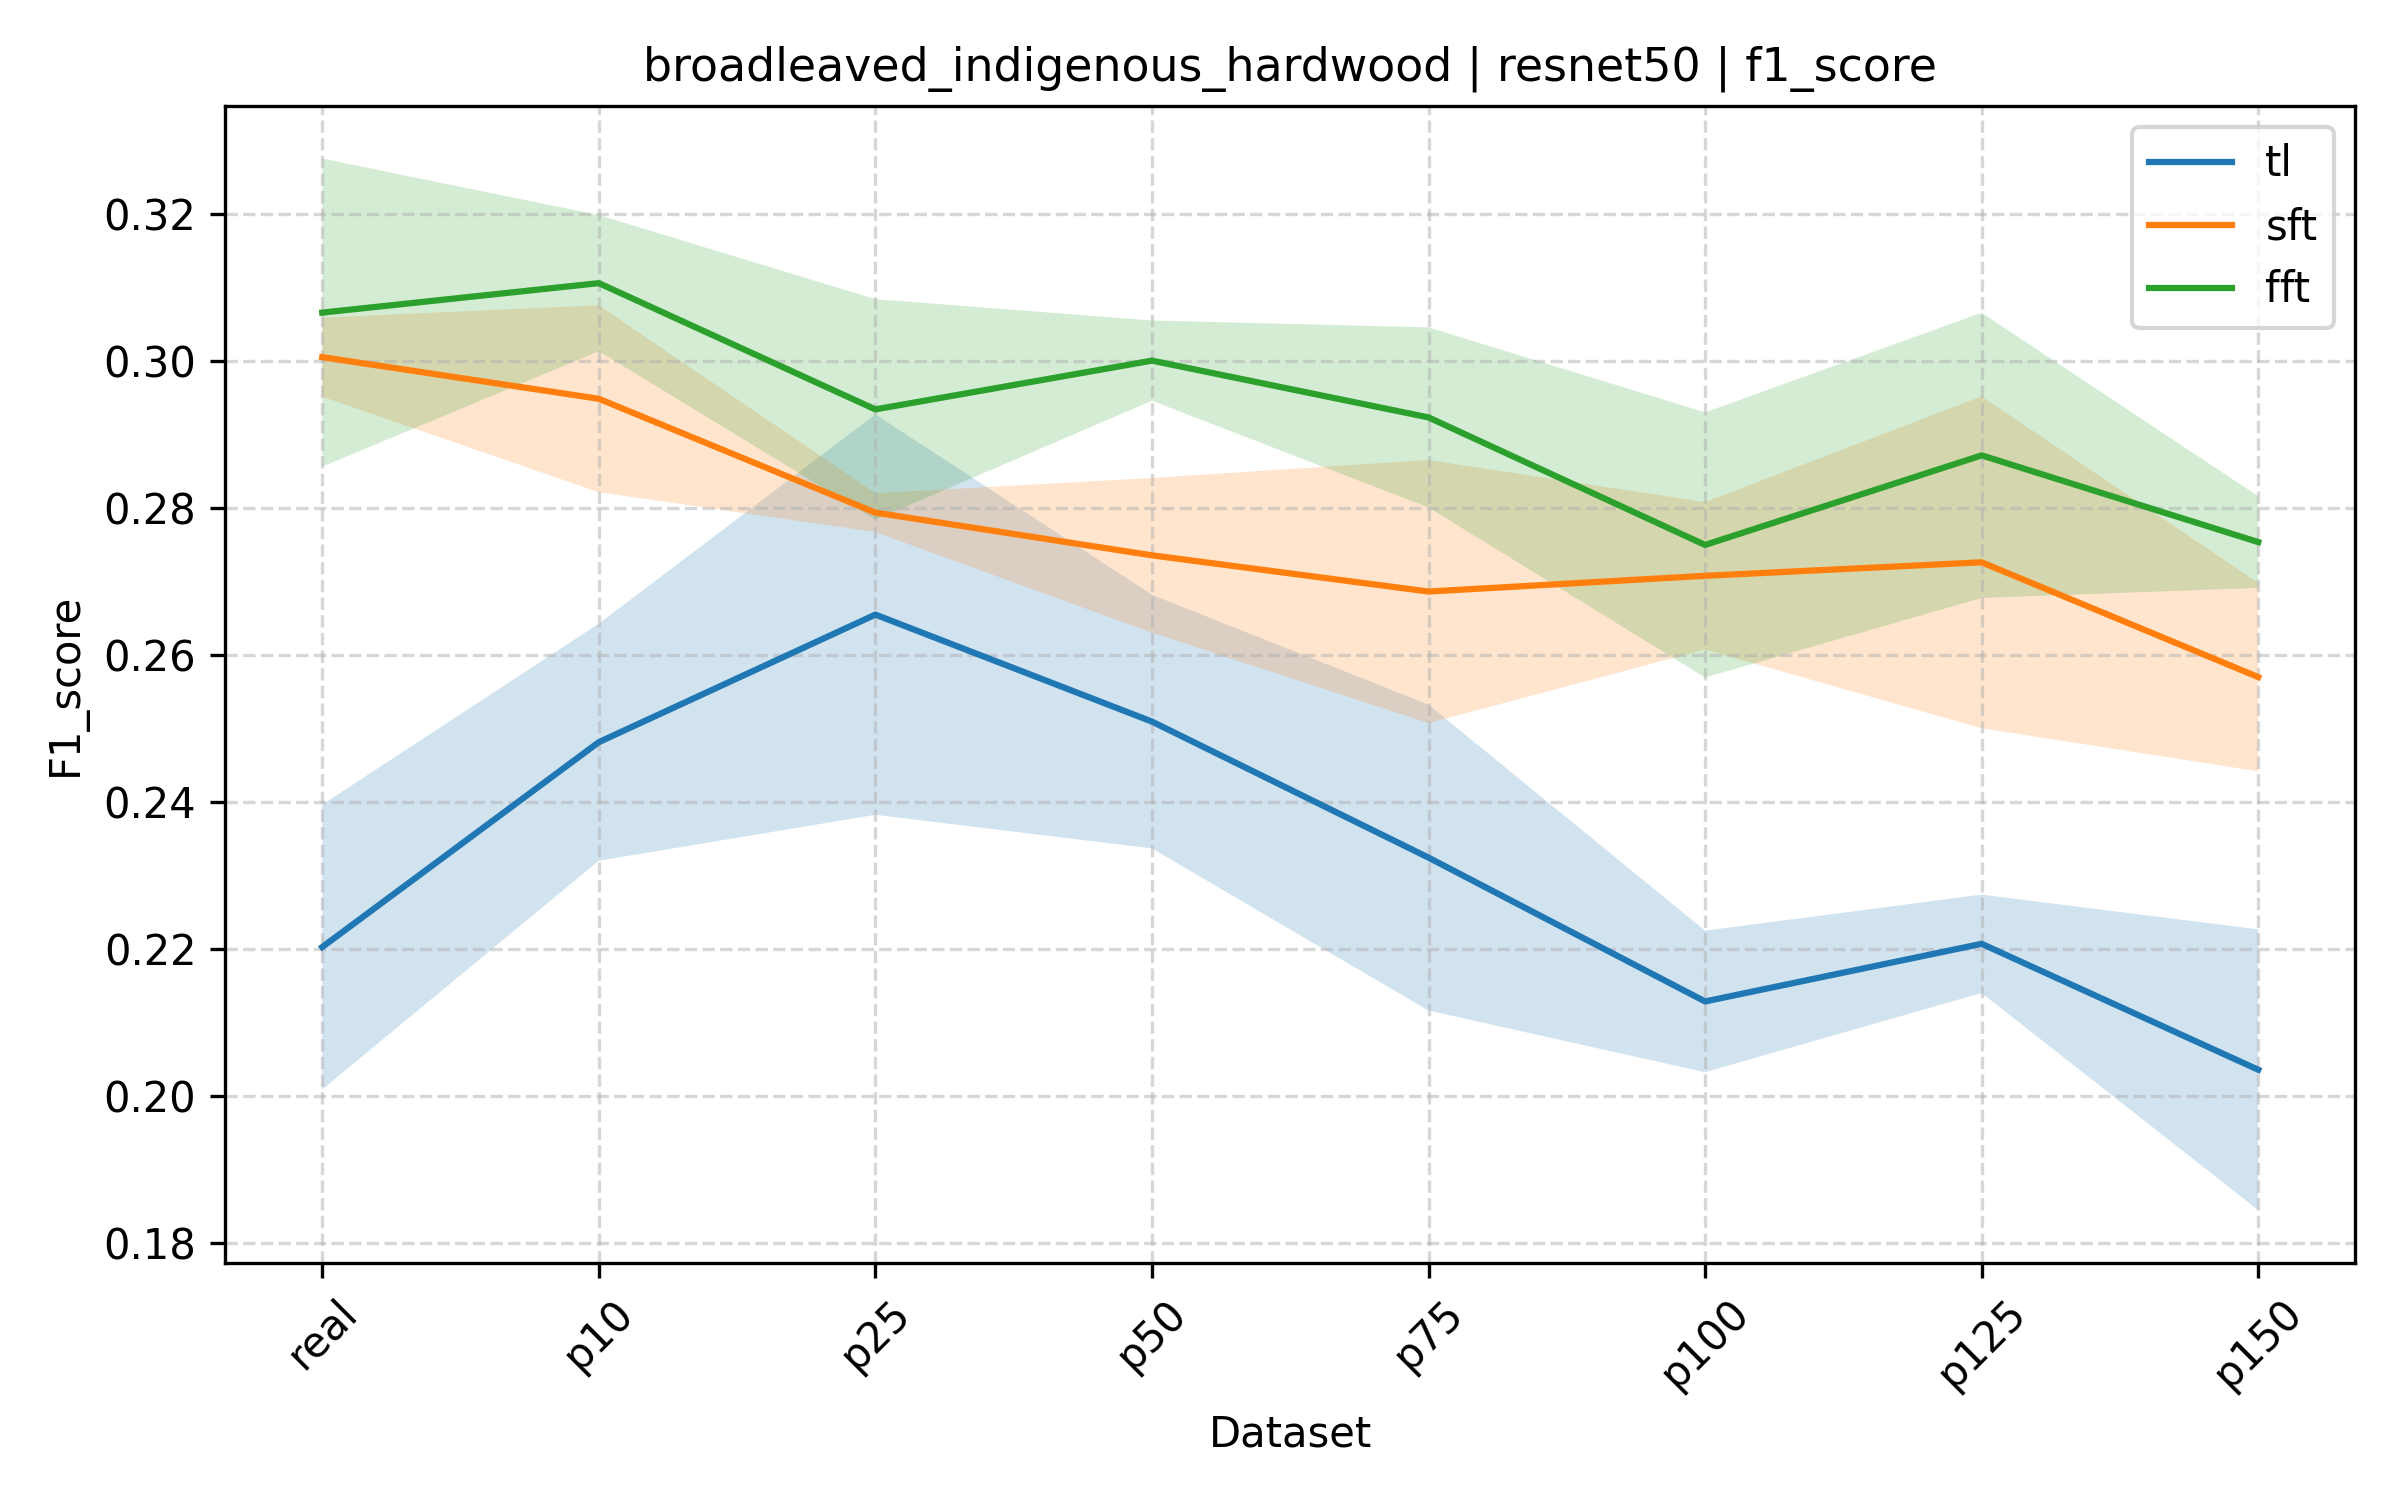 broadleaved_indigenous_hardwood | resnet50 | f1_score
tl
sft
fft
F1_score
0.32
0.30
0.28
0.26
0.24
0.22
0.20
0.18
real
p10
p25
p50
p75
p100
p125
p150
Dataset